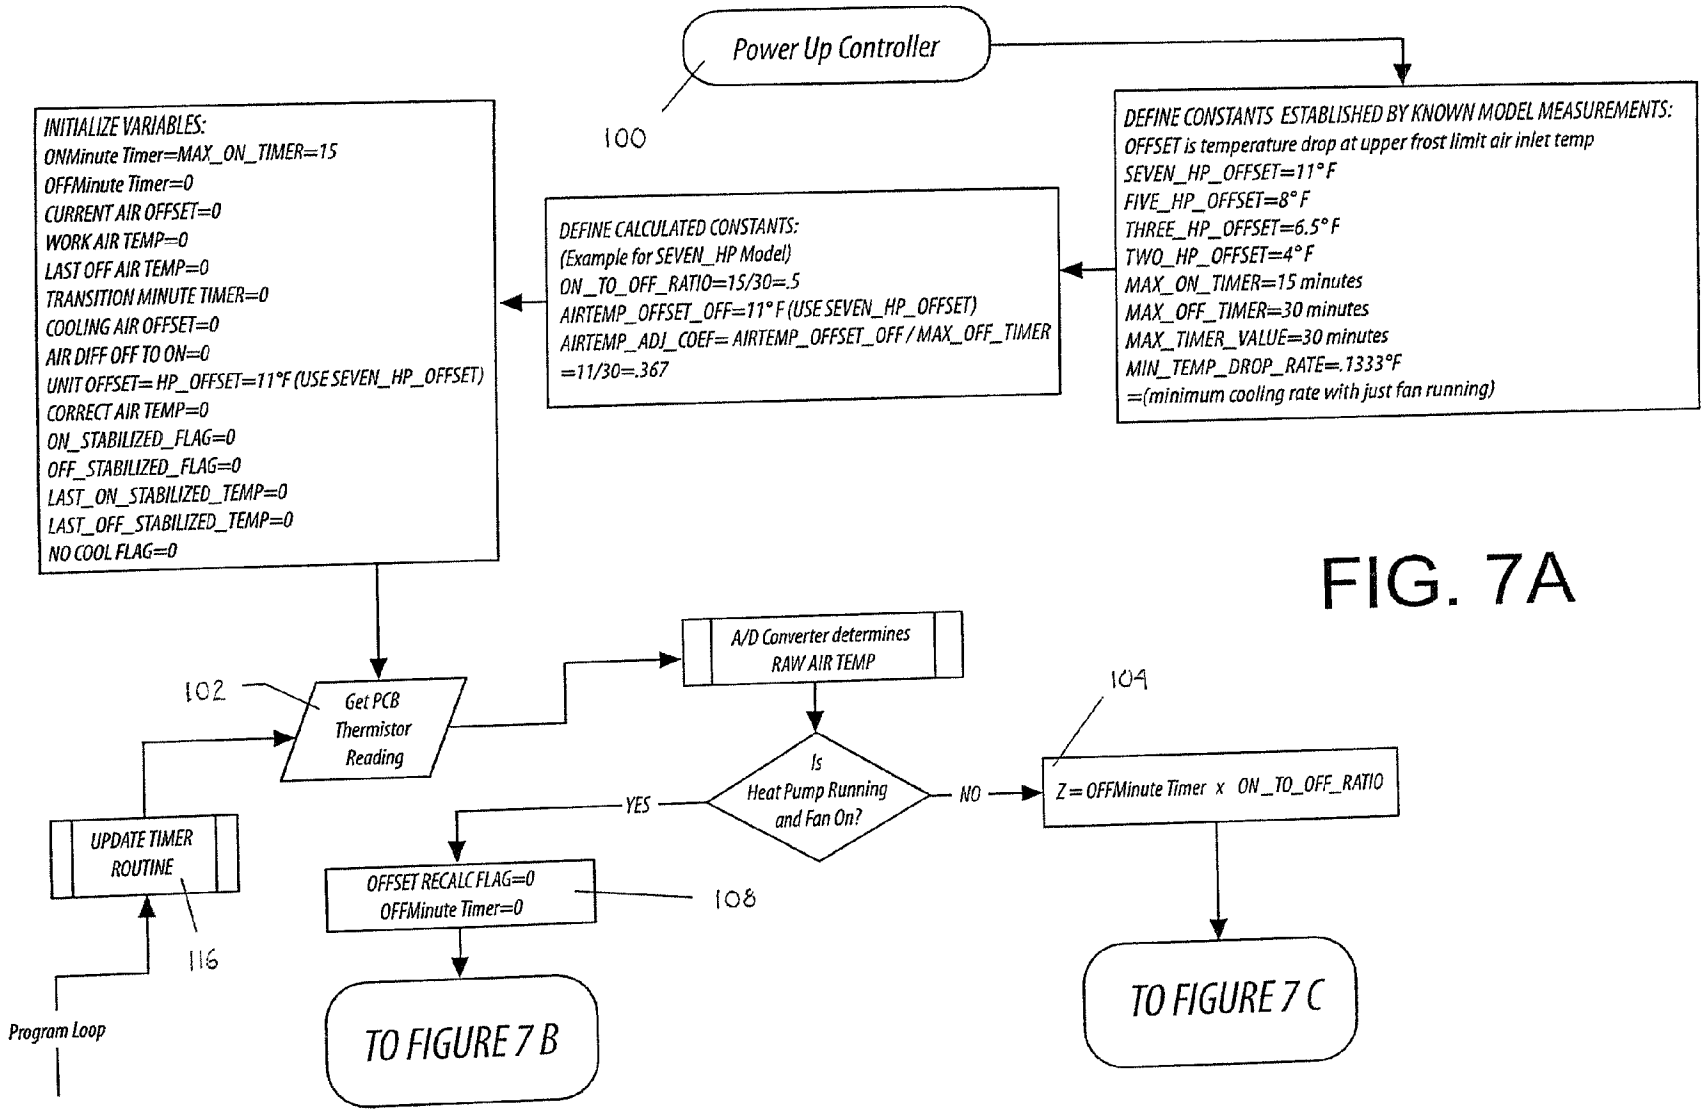 Power Up Controller
100
DEFINE CONSTANTS ESTABLISHED BY KNOWN MODEL MEASUREMENTS:
OFFSET is temperature drop at upper frost limit air inlet temp
SEVEN_HP_OFFSET=11°F
FIVE_HP_OFFSET=8°F
THREE_HP_OFFSET=6.5°F
TWO_HP_OFFSET=4°F
MAX_ON_TIMER=15 minutes
MAX_OFF_TIMER=30 minutes
MAX_TIMER_VALUE=30 minutes
MIN_TEMP_DROP_RATE=.1333°F
=(minimum cooling rate with just fan running)
DEFINE CALCULATED CONSTANTS:
(Example for SEVEN_HP Model)
ON_TO_OFF_RATIO=15/30=.5
AIRTEMP_OFFSET_OFF=11°F (USE SEVEN_HP_OFFSET)
AIRTEMP_ADJ_COEF= AIRTEMP_OFFSET_OFF / MAX_OFF_TIMER
=11/30=.367
INITIALIZE VARIABLES:
ONMinute Timer=MAX_ON_TIMER=15
OFFMinute Timer=0
CURRENT AIR OFFSET=0
WORK AIR TEMP=0
LAST OFF AIR TEMP=0
TRANSITION MINUTE TIMER=0
COOLING AIR OFFSET=0
AIR DIFF OFF TO ON=0
UNIT OFFSET= HP_OFFSET=11°F (USE SEVEN_HP_OFFSET)
CORRECT AIR TEMP=0
ON_STABILIZED_FLAG=0
OFF_STABILIZED_FLAG=0
LAST_ON_STABILIZED_TEMP=0
LAST_OFF_STABILIZED_TEMP=0
NO COOL FLAG=0
FIG. 7A
102
Get PCB
Thermistor
Reading
A/D Converter determines
RAW AIR TEMP
Is
Heat Pump Running
and Fan On?
YES
NO
104
Z = OFFMinute Timer x ON_TO_OFF_RATIO
UPDATE TIMER
ROUTINE
116
Program Loop
OFFSET RECALC FLAG=0
OFFMinute Timer=0
108
TO FIGURE 7 B
TO FIGURE 7 C